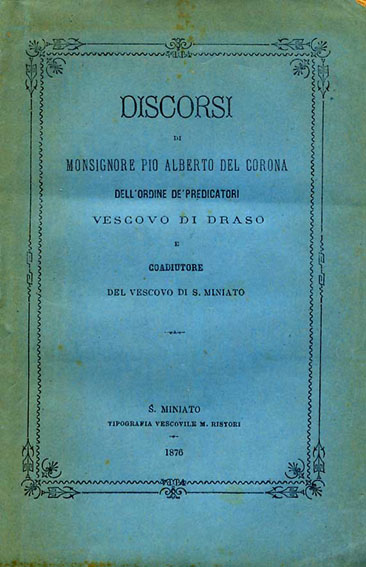 DISCORSI
DI
MONSIGNORE PIO ALBERTO DEL CORONA
DELL'ORDINE DE' PREDICATORI
VESCOVO DI DRASO
E
COADIUTORE
DEL VESCOVO DI S. MINIATO
S. MINIATO
TIPOGRAFIA VESCOVILE M. RISTORI
1876